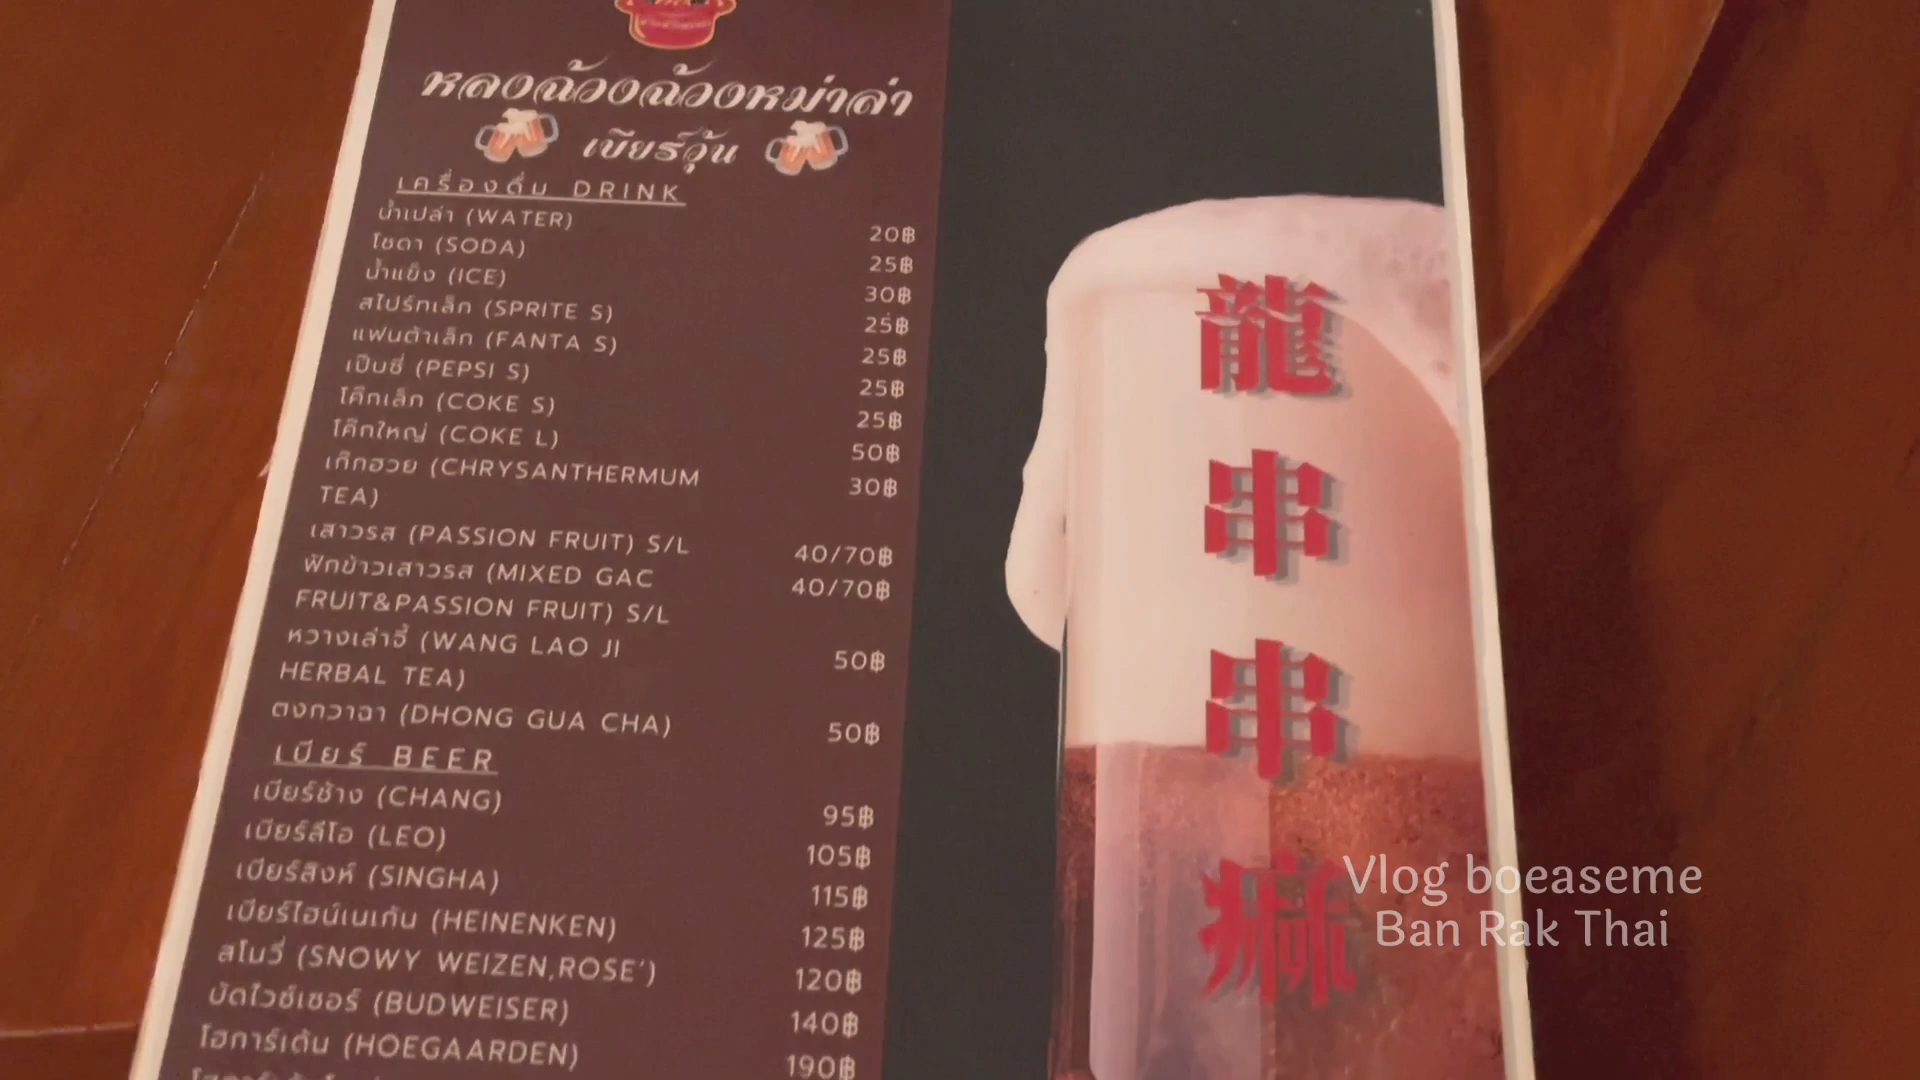 หลงฉ้วงฉ้วงหม่าล่า
เบียร์วุ้น
เครื่องดื่ม DRINK
น้ำเปล่า (WATER) 20฿
โซดา (SODA) 25฿
น้ำแข็ง (ICE) 30฿
สไปร์ทเล็ก (SPRITE S) 25฿
แฟนต้าเล็ก (FANTA S) 25฿
เป๊บซี่ (PEPSI S) 25฿
โค๊กเล็ก (COKE S) 25฿
โค๊กใหญ่ (COKE L) 50฿
เก๊กฮวย (CHRYSANTHERMUM 30฿
TEA)
เสาวรส (PASSION FRUIT) S/L 40/70฿
ฟักข้าวเสาวรส (MIXED GAC 40/70฿
FRUIT&PASSION FRUIT) S/L
หวางเล่าจี้ (WANG LAO JI 50฿
HERBAL TEA)
ตงกวาฉา (DHONG GUA CHA) 50฿
เบียร์ BEER
เบียร์ช้าง (CHANG) 95฿
เบียร์ลีโอ (LEO) 105฿
เบียร์สิงห์ (SINGHA) 115฿
เบียร์ไฮน์เนเก้น (HEINENKEN) 125฿
สโนวี่ (SNOWY WEIZEN,ROSE') 120฿
บัดไวซ์เซอร์ (BUDWEISER) 140฿
โฮการ์เด้น (HOEGAARDEN) 190฿
龍
串
串
麻
Vlog boeaseme
Ban Rak Thai